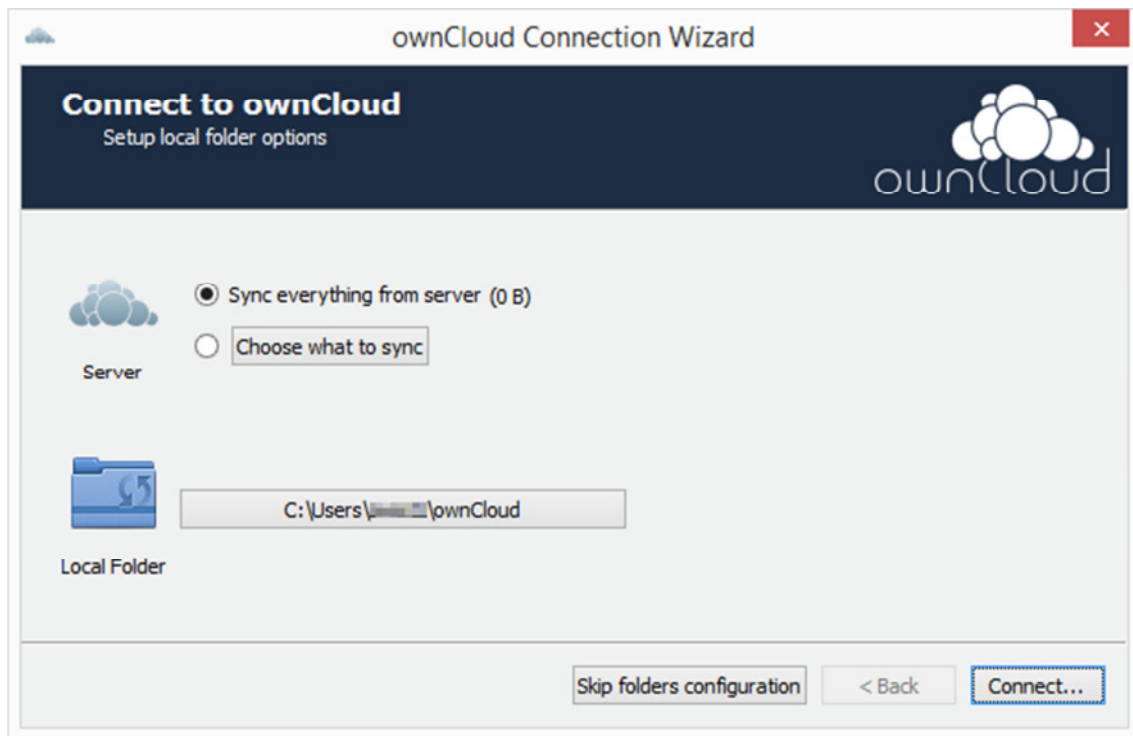 ownCloud Connection Wizard
Connect to ownCloud
Setup local folder options
ownCloud
Sync everything from server (0 B)
Choose what to sync
Server
C:\Users\ \ownCloud
Local Folder
Skip folders configuration
< Back
Connect...